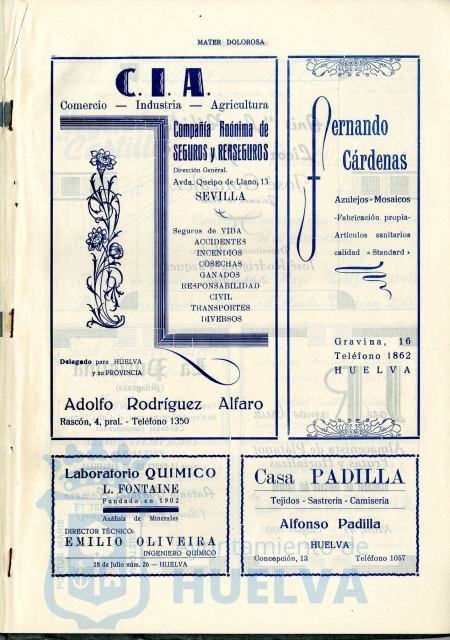 MATER DOLOROSA
C. I. A.
Comercio — Industria — Agricultura
Compañía Anónima de
SEGUROS y REASEGUROS
Dirección General.
Avda. Queipo de Llano, 13
SEVILLA
Seguros de VIDA
ACCIDENTES
INCENDIOS
COSECHAS
GANADOS
RESPONSABILIDAD
CIVIL
TRANSPORTES
DIVERSOS
Delegado para HUELVA
y su PROVINCIA
Adolfo Rodríguez Alfaro
Rascón, 4, pral. - Teléfono 1350
Fernando
Cárdenas
Azulejos - Mosaicos
-Fabricación propia-
Artículos sanitarios
calidad «Standard»
Gravina, 16
Teléfono 1862
HUELVA
Laboratorio QUIMICO
L. FONTAINE
Fundado en 1902
Análisis de Minerales
DIRECTOR TÉCNICO:
EMILIO OLIVEIRA
INGENIERO QUÍMICO
18 de Julio núm. 26 — HUELVA
Casa PADILLA
Tejidos - Sastrería - Camisería
Alfonso Padilla
HUELVA
Concepción, 13 Teléfono 1057
Ayuntamiento de
HUELVA